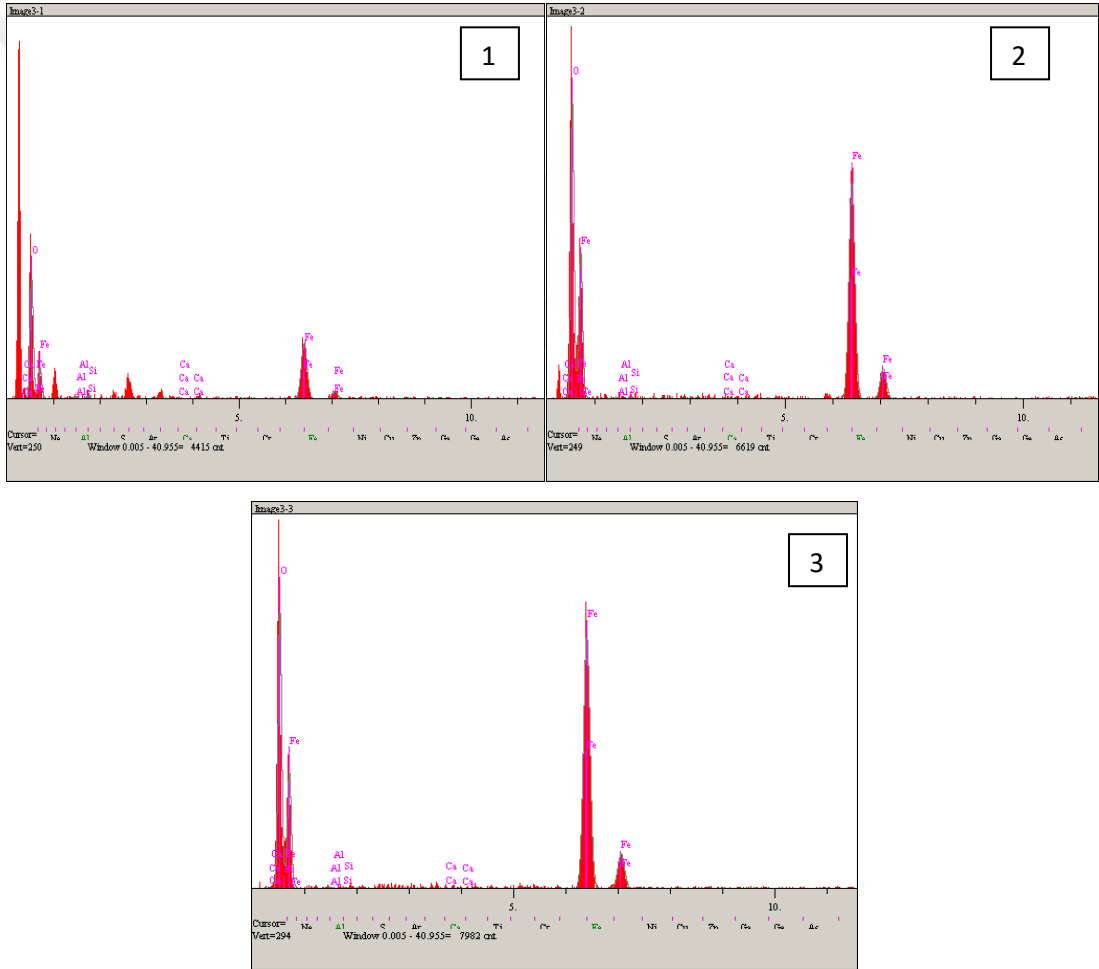 Image3-1
1
O
Fe
Ca
Fe
Al
Si
Ca
Fe
Fe
Al
Ca
Ca
Fe
Fe
Al
Si
Ca
Ca
5.
10.
Cursor=
Vert=250 Window 0.005 - 40.955= 4415 cnt
Ne Al S Ar Ca Ti Cr Fe Ni Cu Zn Ga Ge As
Image3-2
2
O
Fe
Fe
Fe
Fe
Fe
Al
Si
Ca
Al
Ca
Ca
Al
Si
Ca
Ca
5.
10.
Cursor=
Ne Al S Ar Ca Ti Cr Fe Ni Cu Zn Ga Ge As
Vert=249 Window 0.005 - 40.955= 6619 cnt
Image3-3
3
O
Fe
Fe
Fe
Fe
Fe
Al
Al
Si
Ca
Ca
Al
Si
Ca
Ca
Fe
5.
10.
Cursor=
Ne Al S Ar Ca Ti Cr Fe Ni Cu Zn Ga Ge As
Vert=294 Window 0.005 - 40.955= 7982 cnt